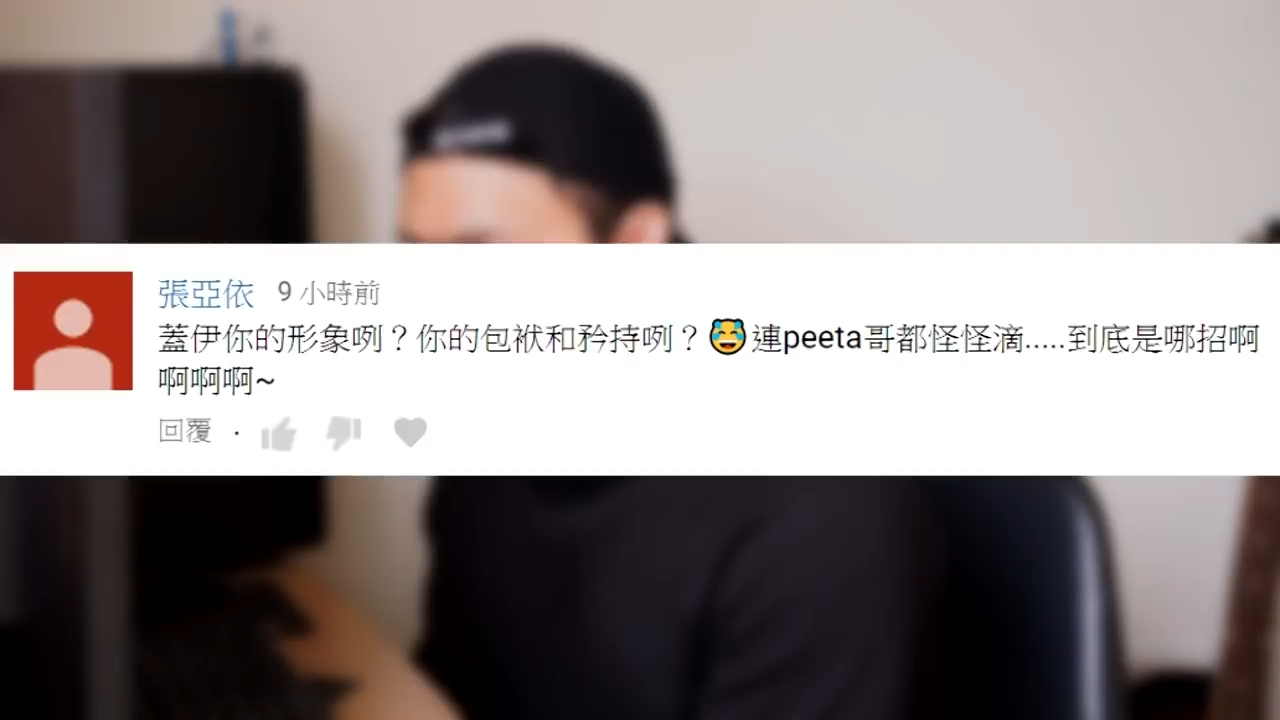 張亞依 9 小時前
蓋伊你的形象咧？你的包袱和矜持咧？😅連peeta哥都怪怪滴.....到底是哪招啊
啊啊啊~
回覆 ·